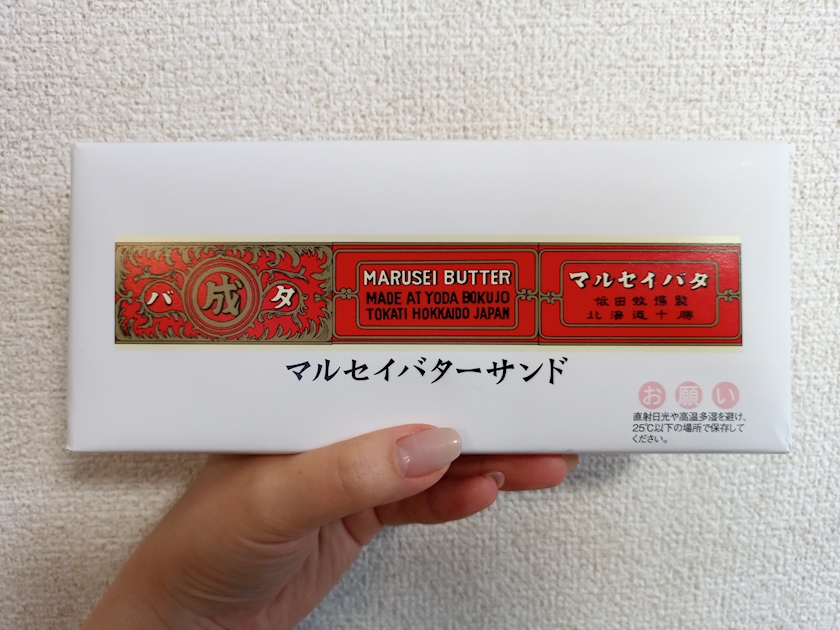 バ 成 タ
MARUSEI BUTTER
MADE AT YODA BOKUJO
TOKATI HOKKAIDO JAPAN
マルセイバタ
依田牧場製
北海道十勝
マルセイバターサンド
お願い
直射日光や高温多湿を避け、
25℃以下の場所で保存して
ください。